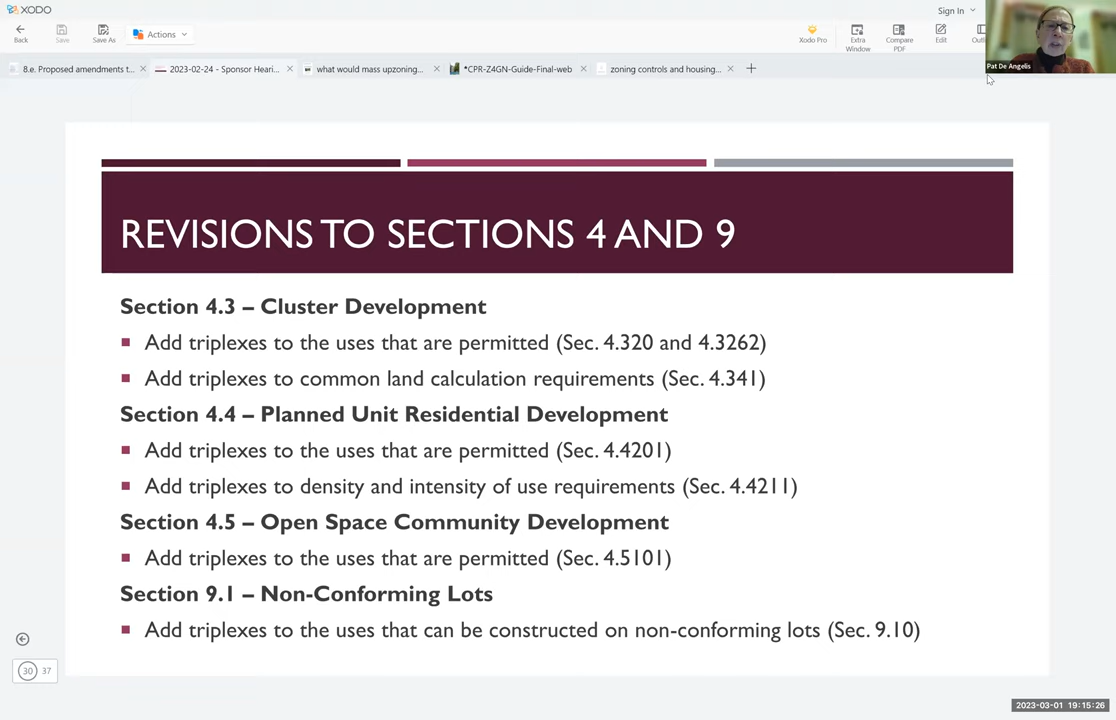 XODO
Sign In
Back
Save
Save As
Actions
Xodo Pro
Extra
Window
Compare
PDF
Edit
Pat De Angelis
8.e. Proposed amendments t...
2023-02-24 - Sponsor Heari...
what would mass upzoning...
*CPR-Z4GN-Guide-Final-web
zoning controls and housing...
REVISIONS TO SECTIONS 4 AND 9
Section 4.3 – Cluster Development
Add triplexes to the uses that are permitted (Sec. 4.320 and 4.3262)
Add triplexes to common land calculation requirements (Sec. 4.341)
Section 4.4 – Planned Unit Residential Development
Add triplexes to the uses that are permitted (Sec. 4.4201)
Add triplexes to density and intensity of use requirements (Sec. 4.4211)
Section 4.5 – Open Space Community Development
Add triplexes to the uses that are permitted (Sec. 4.5101)
Section 9.1 – Non-Conforming Lots
Add triplexes to the uses that can be constructed on non-conforming lots (Sec. 9.10)
30 37
2023-03-01 19:15:26